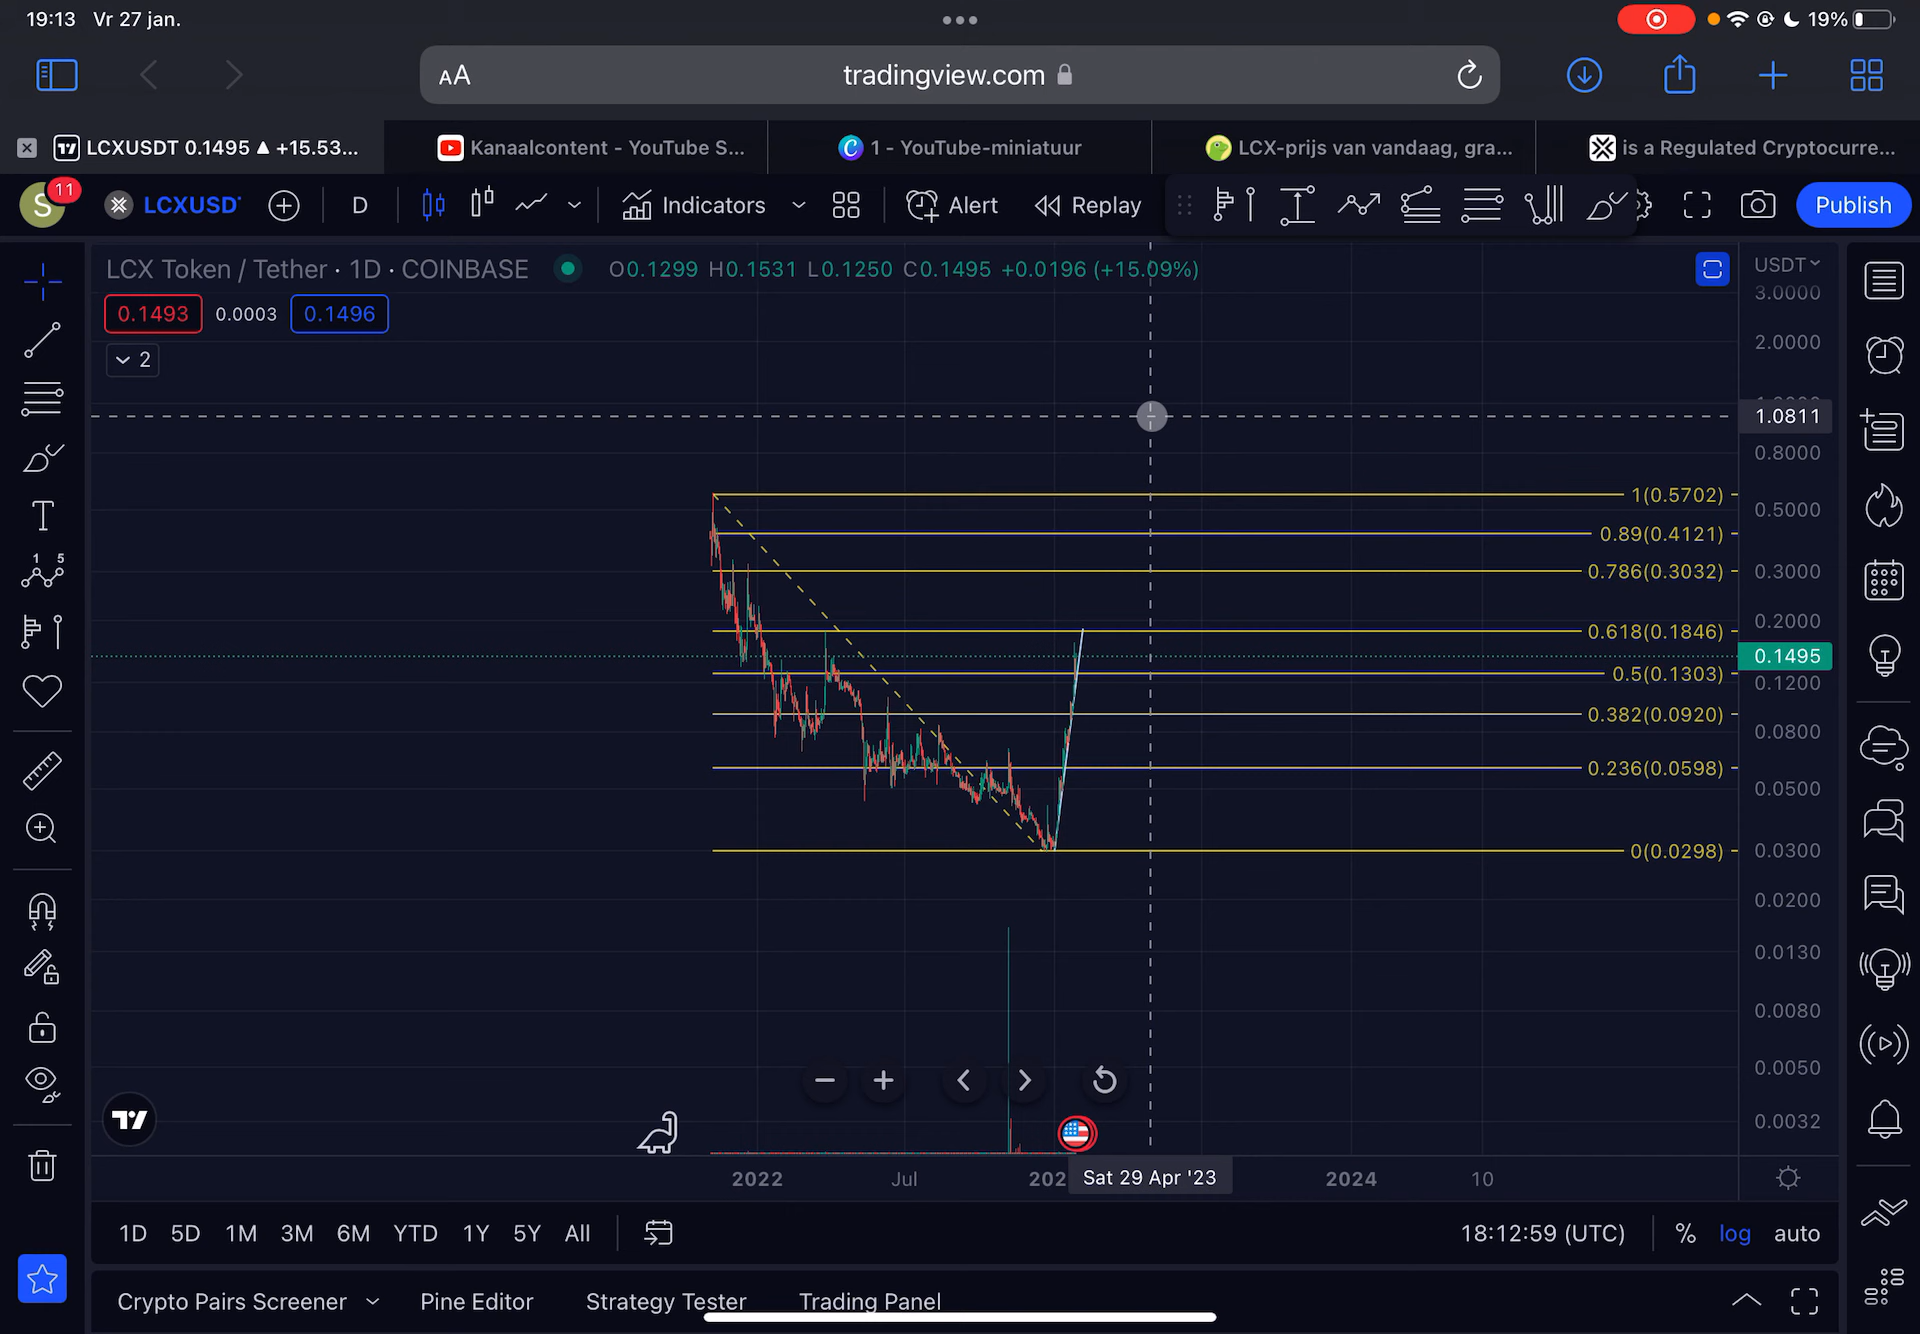 19:13 Vr 27 jan.
19%
AA
tradingview.com
LCXUSDT 0.1495 ▲ +15.53...
Kanaalcontent - YouTube S...
1 - YouTube-miniatuur
LCX-prijs van vandaag, gra...
is a Regulated Cryptocurre...
S
11
LCXUSD
D
Indicators
Alert
Replay
Publish
LCX Token / Tether · 1D · COINBASE
O0.1299 H0.1531 L0.1250 C0.1495 +0.0196 (+15.09%)
USDT
0.1493
0.0003
0.1496
2
3.0000
2.0000
1.0811
0.8000
0.5000
0.3000
0.2000
0.1495
0.1200
0.0800
0.0500
0.0300
0.0200
0.0130
0.0080
0.0050
0.0032
1(0.5702)
0.89(0.4121)
0.786(0.3032)
0.618(0.1846)
0.5(0.1303)
0.382(0.0920)
0.236(0.0598)
0(0.0298)
T
1 5
2022
Jul
202
Sat 29 Apr '23
2024
10
1D 5D 1M 3M 6M YTD 1Y 5Y All
18:12:59 (UTC)
% log auto
Crypto Pairs Screener
Pine Editor
Strategy Tester
Trading Panel